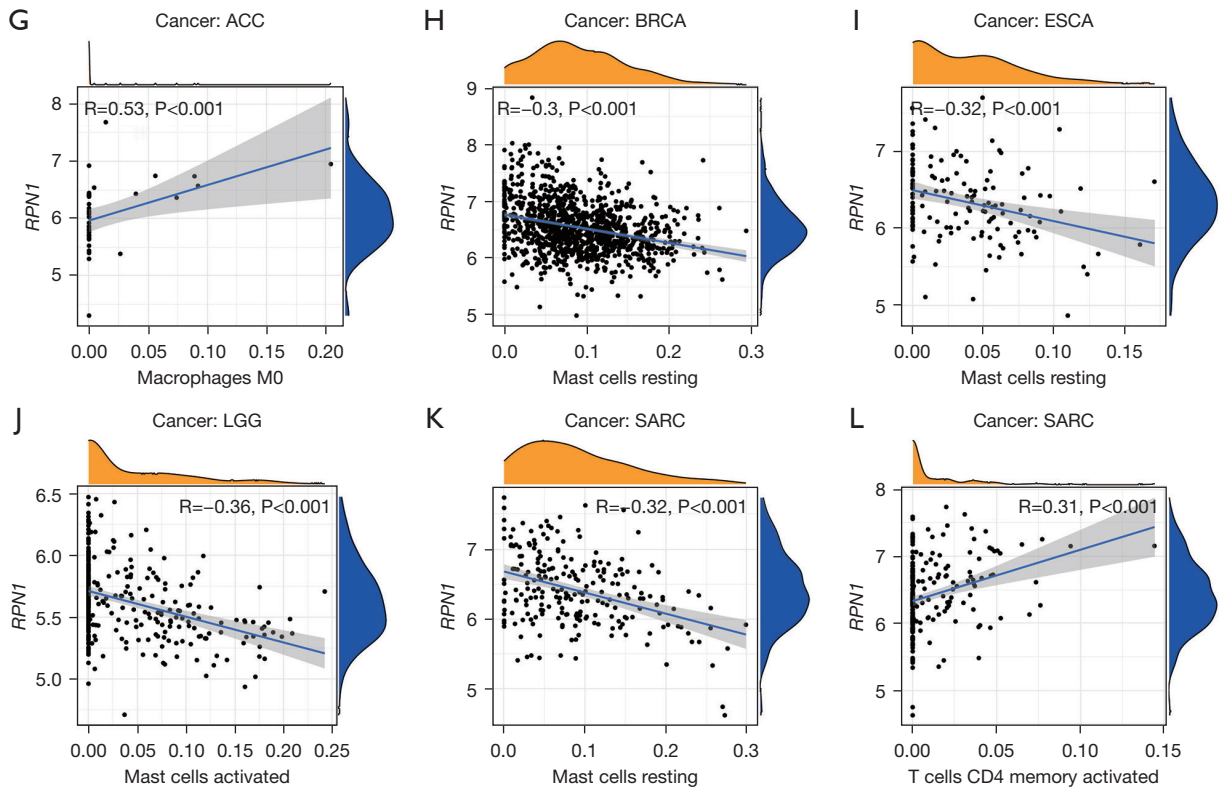 G
Cancer: ACC
R=0.53, P<0.001
8
7
6
5
RPN1
0.00 0.05 0.10 0.15 0.20
Macrophages M0
H
Cancer: BRCA
R=−0.3, P<0.001
9
8
7
6
5
RPN1
0.0 0.1 0.2 0.3
Mast cells resting
I
Cancer: ESCA
R=−0.32, P<0.001
7
6
5
RPN1
0.00 0.05 0.10 0.15
Mast cells resting
J
Cancer: LGG
R=−0.36, P<0.001
6.5
6.0
5.5
5.0
RPN1
0.00 0.05 0.10 0.15 0.20 0.25
Mast cells activated
K
Cancer: SARC
R=−0.32, P<0.001
7
6
5
RPN1
0.0 0.1 0.2 0.3
Mast cells resting
L
Cancer: SARC
R=0.31, P<0.001
8
7
6
5
RPN1
0.00 0.05 0.10 0.15
T cells CD4 memory activated